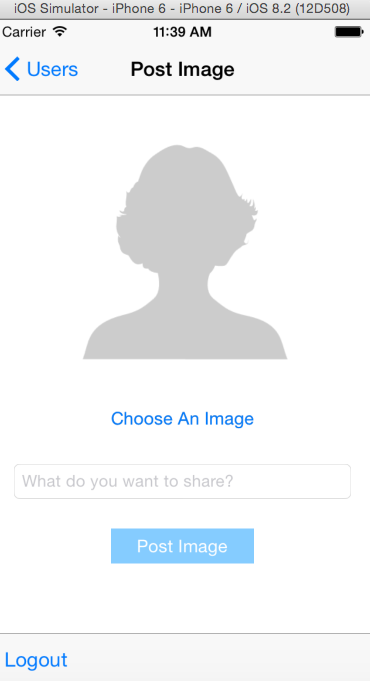 iOS Simulator - iPhone 6 - iPhone 6 / iOS 8.2 (12D508)
Carrier 11:39 AM
Users Post Image
Choose An Image
What do you want to share?
Post Image
Logout